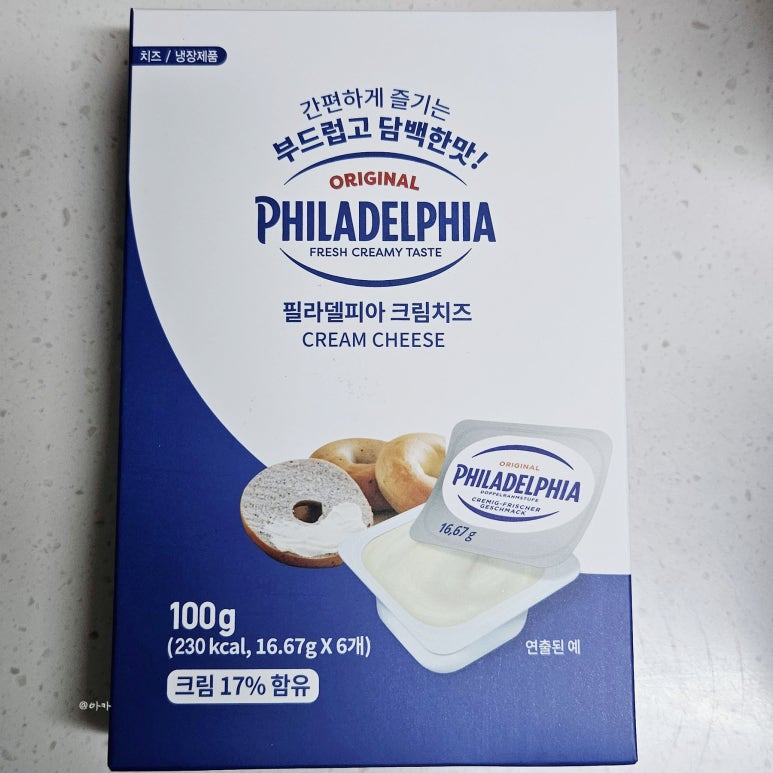 치즈 / 냉장제품
간편하게 즐기는
부드럽고 담백한맛!
ORIGINAL
PHILADELPHIA
FRESH CREAMY TASTE
필라델피아 크림치즈
CREAM CHEESE
ORIGINAL
PHILADELPHIA
DOPPELRAHMSTUFE
CREMIG-FRISCHER
GESCHMACK
16,67 g
100g
(230 kcal, 16.67g X 6개)
연출된 예
크림 17% 함유
@아카